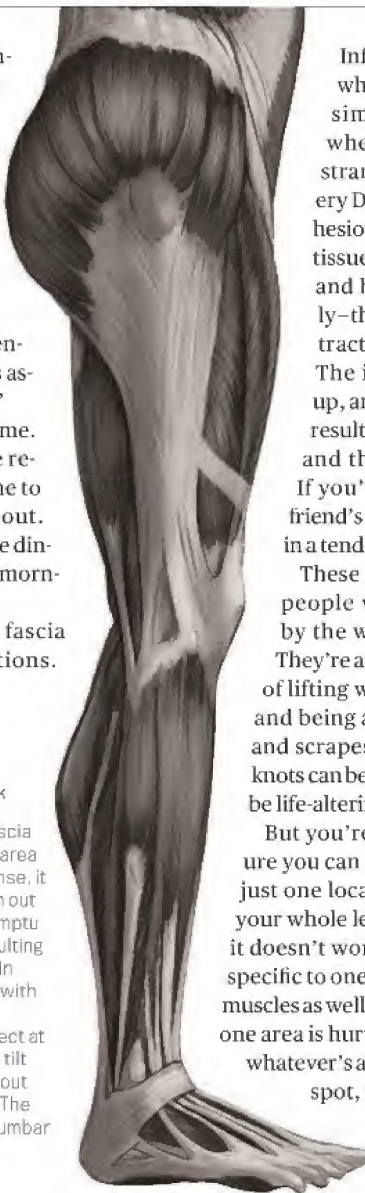 n-
en-
s as-
’
me.
e re-
ne to
out.
e din-
morn-
fascia
tions.
k
scia
area
nse, it
n out
mptu
ulting
in
with
ect at
tilt
out
The
umbar
Inf
wh
sim
whe
stran
ery D
hesion
tissue
and h
ly–th
tract
The i
up, an
result
and th
If you’
friend’s
in a tend
These
people w
by the w
They’re a
of lifting w
and being a
and scrapes
knots can be
be life-alterin
But you’re
ure you can
just one loca
your whole le
it doesn’t wor
specific to one
muscles as well
one area is hur
whatever’s a
spot,